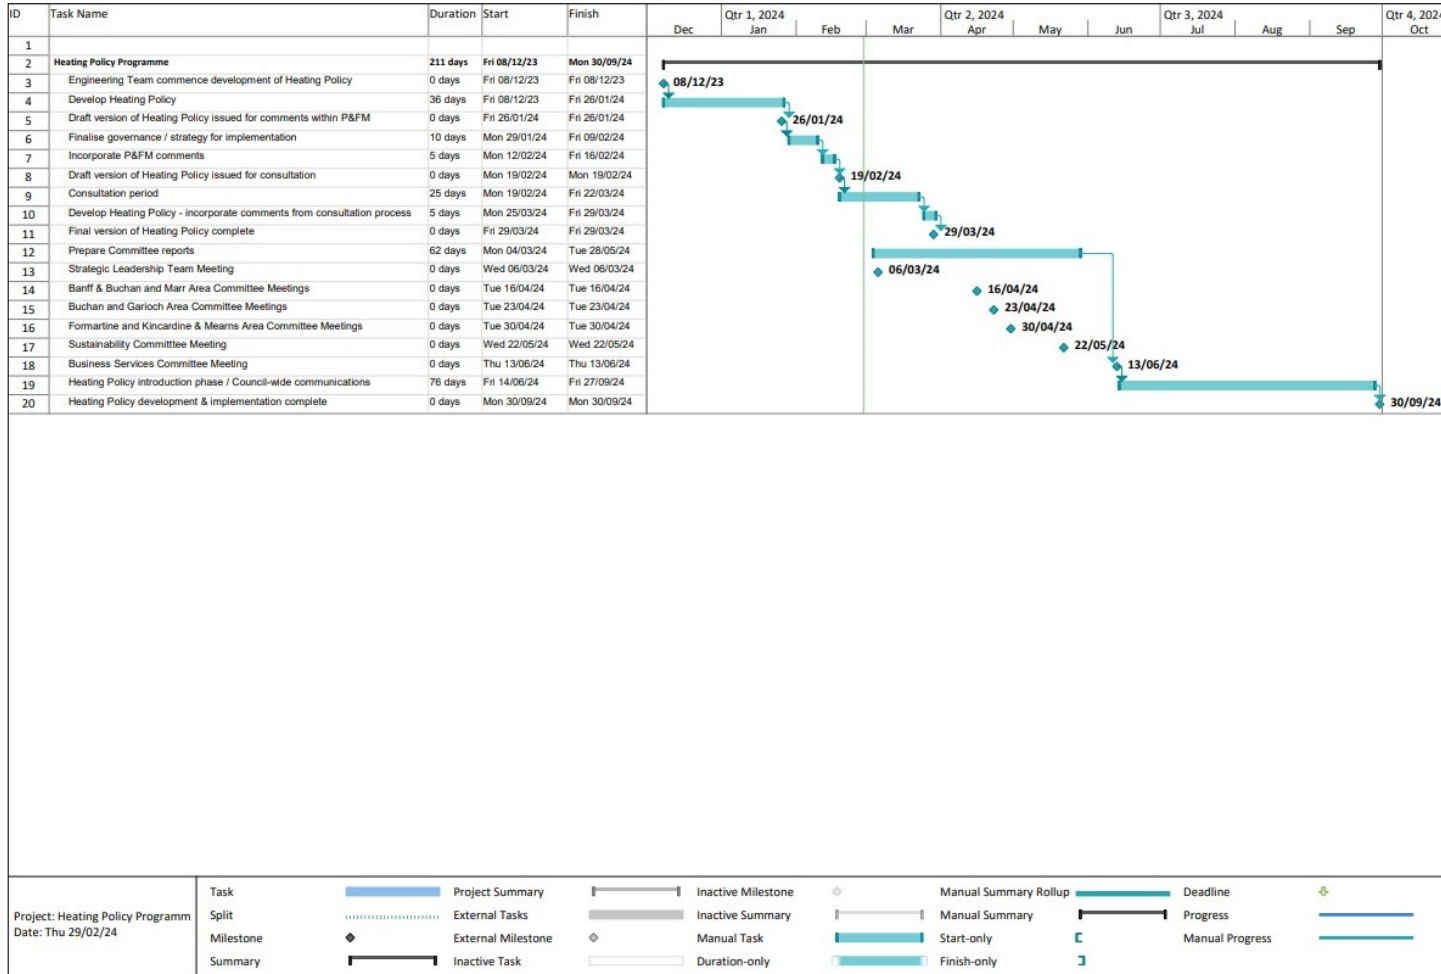 ID Task Name Duration Start Finish Qtr 1, 2024 Qtr 2, 2024 Qtr 3, 2024 Qtr 4, 2024
Dec Jan Feb Mar Apr May Jun Jul Aug Sep Oct
1
2 Heating Policy Programme 211 days Fri 08/12/23 Mon 30/09/24
3 Engineering Team commence development of Heating Policy 0 days Fri 08/12/23 Fri 08/12/23 08/12/23
4 Develop Heating Policy 36 days Fri 08/12/23 Fri 26/01/24
5 Draft version of Heating Policy issued for comments within P&FM 0 days Fri 26/01/24 Fri 26/01/24 26/01/24
6 Finalise governance / strategy for implementation 10 days Mon 29/01/24 Fri 09/02/24
7 Incorporate P&FM comments 5 days Mon 12/02/24 Fri 16/02/24
8 Draft version of Heating Policy issued for consultation 0 days Mon 19/02/24 Mon 19/02/24 19/02/24
9 Consultation period 25 days Mon 19/02/24 Fri 22/03/24
10 Develop Heating Policy - incorporate comments from consultation process 5 days Mon 25/03/24 Fri 29/03/24
11 Final version of Heating Policy complete 0 days Fri 29/03/24 Fri 29/03/24 29/03/24
12 Prepare Committee reports 62 days Mon 04/03/24 Tue 28/05/24
13 Strategic Leadership Team Meeting 0 days Wed 06/03/24 Wed 06/03/24 06/03/24
14 Banff & Buchan and Marr Area Committee Meetings 0 days Tue 16/04/24 Tue 16/04/24 16/04/24
15 Buchan and Garioch Area Committee Meetings 0 days Tue 23/04/24 Tue 23/04/24 23/04/24
16 Formartine and Kincardine & Mearns Area Committee Meetings 0 days Tue 30/04/24 Tue 30/04/24 30/04/24
17 Sustainability Committtee Meeting 0 days Wed 22/05/24 Wed 22/05/24 22/05/24
18 Business Services Committee Meeting 0 days Thu 13/06/24 Thu 13/06/24 13/06/24
19 Heating Policy introduction phase / Council-wide communications 76 days Fri 14/06/24 Fri 27/09/24
20 Heating Policy development & implementation complete 0 days Mon 30/09/24 Mon 30/09/24 30/09/24
Project: Heating Policy Programm
Date: Thu 29/02/24
Task Project Summary Inactive Milestone Manual Summary Rollup Deadline
Split External Tasks Inactive Summary Manual Summary Progress
Milestone External Milestone Manual Task Start-only Manual Progress
Summary Inactive Task Duration-only Finish-only